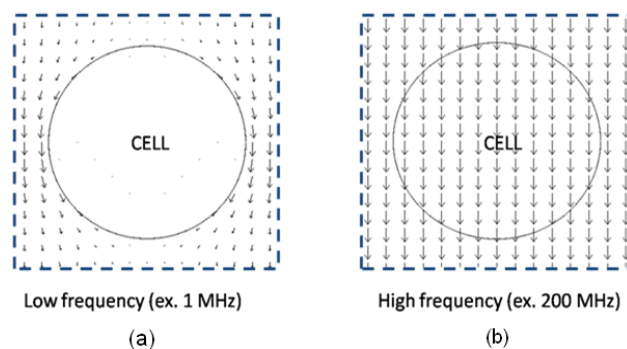 CELL
CELL
Low frequency (ex. 1 MHz)
High frequency (ex. 200 MHz)
(a)
(b)